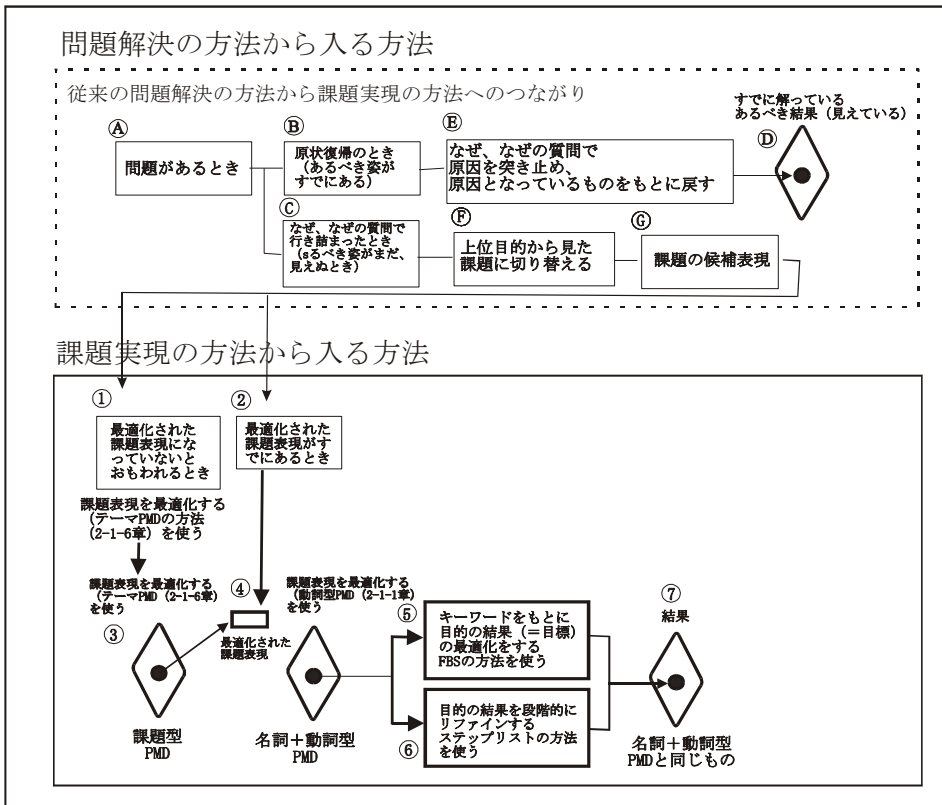 問題解決の方法から入る方法
従来の問題解決の方法から課題実現の方法へのつながり
Ⓐ
問題があるとき
Ⓑ
原状復帰のとき
（あるべき姿が
すでにある）
Ⓔ
なぜ、なぜの質問で
原因を突き止め、
原因となっているものをもとに戻す
すでに解っている
あるべき結果（見えている）
Ⓓ
Ⓒ
なぜ、なぜの質問で
行き詰まったとき
（sるべき姿がまだ、
見えぬとき）
Ⓕ
上位目的から見た
課題に切り替える
Ⓖ
課題の候補表現
課題実現の方法から入る方法
①
最適化された
課題表現にな
っていないと
おもわれるとき
②
最適化された
課題表現がす
でにあるとき
課題表現を最適化する
（テーマPMDの方法
（2-1-6章）を使う
課題表現を最適化する
（テーマPMD（2-1-6章）
を使う
③
課題型
PMD
④
最適化された
課題表現
課題表現を最適化する
（動詞型PMD（2-1-1章）
を使う
名詞＋動詞型
PMD
⑤
キーワードをもとに
目的の結果（＝目標）
の最適化をする
FBSの方法を使う
⑥
目的の結果を段階的に
リファインする
ステップリストの方法
を使う
⑦
結果
名詞＋動詞型
PMDと同じもの